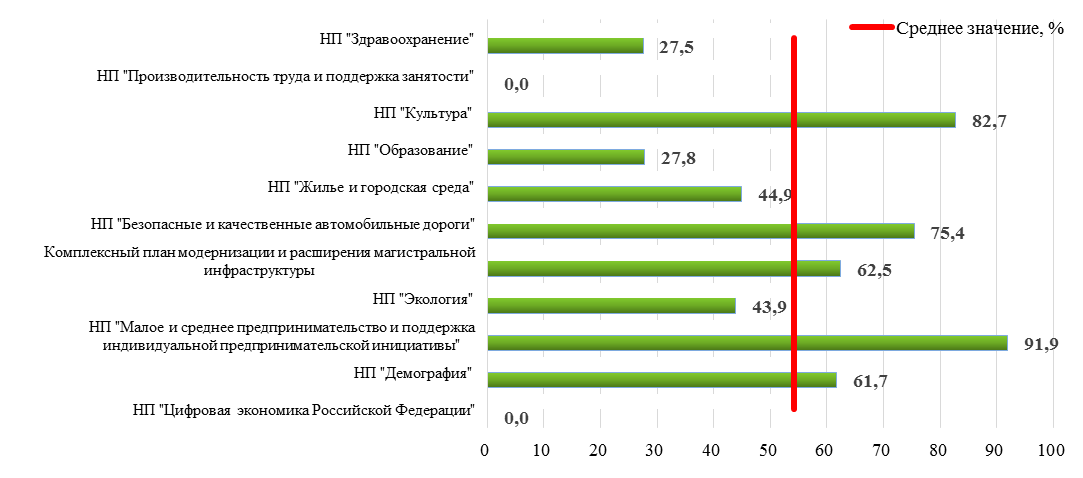 Среднее значение, %
НП "Здравоохранение"
27,5
НП "Производительность труда и поддержка занятости"
0,0
НП "Культура"
82,7
НП "Образование"
27,8
НП "Жилье и городская среда"
44,9
НП "Безопасные и качественные автомобильные дороги"
75,4
Комплексный план модернизации и расширения магистральной
инфраструктуры
62,5
НП "Экология"
43,9
НП "Малое и среднее предпринимательство и поддержка
индивидуальной предпринимательской инициативы"
91,9
НП "Демография"
61,7
НП "Цифровая экономика Российской Федерации"
0,0
0 10 20 30 40 50 60 70 80 90 100